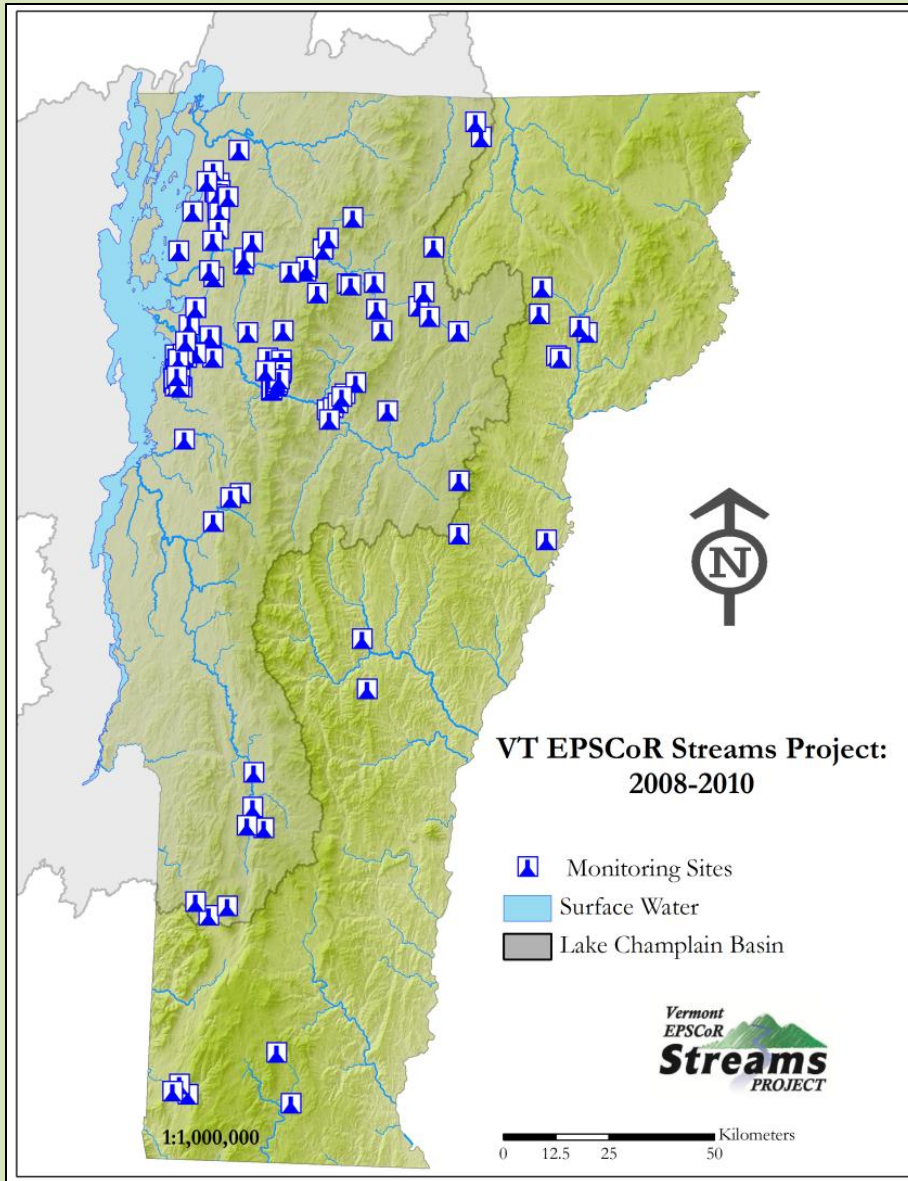 N
VT EPSCoR Streams Project:
2008-2010
Monitoring Sites
Surface Water
Lake Champlain Basin
Vermont
EPSCoR
Streams
PROJECT
1:1,000,000
Kilometers
0 12.5 25 50